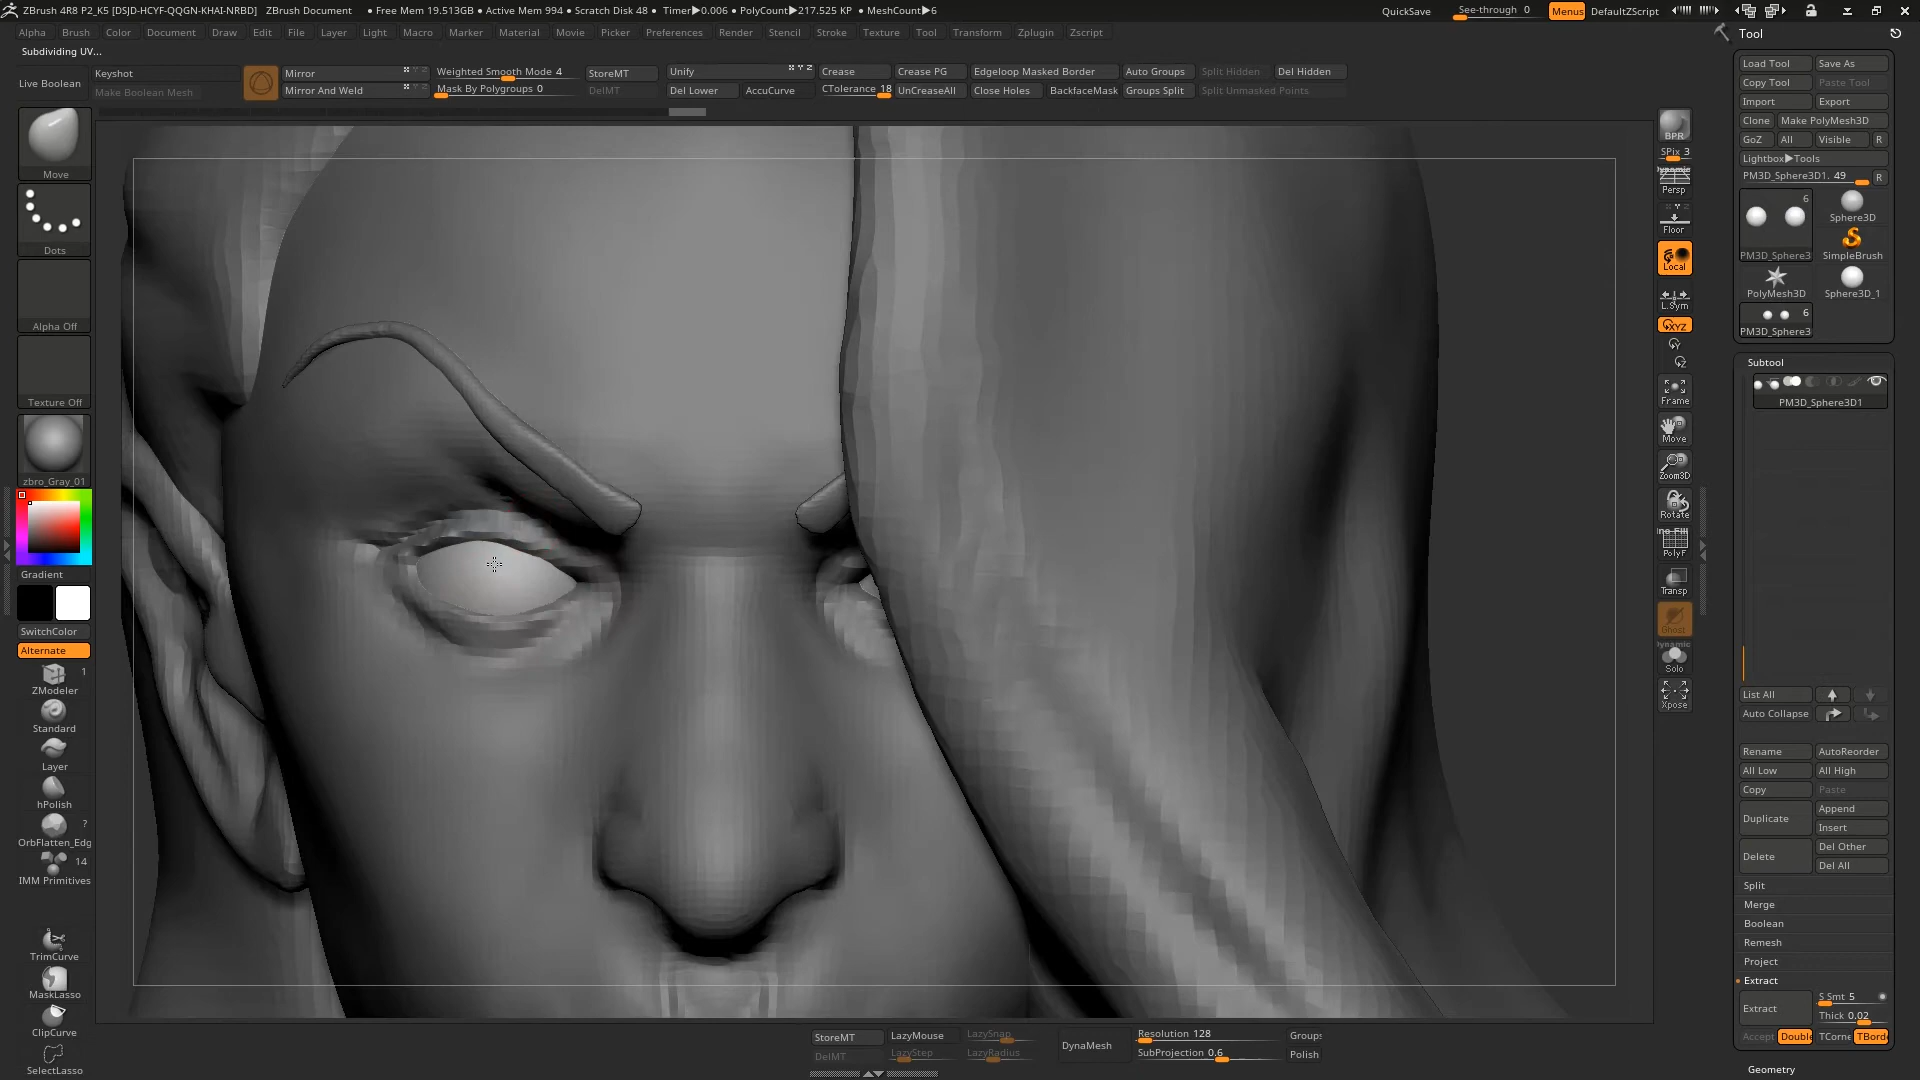 ZBrush 4R8 P2_K5 [DSJD-HCYF-QQGN-KHAI-NRBD] ZBrush Document • Free Mem 19.513GB • Active Mem 994 • Scratch Disk 48 • Timer▶0.006 • PolyCount▶217.525 KP • MeshCount▶6 QuickSave See-through 0 Menus DefaultZScript
Alpha Brush Color Document Draw Edit File Layer Light Macro Marker Material Movie Picker Preferences Render Stencil Stroke Texture Tool Transform Zplugin Zscript
Tool
Subdividing UV...
Live Boolean
Keyshot
Make Boolean Mesh
Mirror
Mirror And Weld
Weighted Smooth Mode 4
Mask By Polygroups 0
StoreMT
DelMT
Unify
Del Lower AccuCurve
Crease
CTolerance 18
Crease PG
UnCreaseAll
Edgeloop Masked Border
Close Holes BackfaceMask
Auto Groups
Groups Split
Split Hidden
Split Unmasked Points
Del Hidden
Move
Dots
Alpha Off
Texture Off
zbro_Gray_01
Gradient
SwitchColor
Alternate
1
ZModeler
Standard
Layer
hPolish
?
OrbFlatten_Edg
14
IMM Primitives
TrimCurve
MaskLasso
ClipCurve
SelectLasso
BPR
SPix 3
Dynamic
Persp
Floor
Local
L.Sym
XYZ
Y
Z
Frame
Move
Zoom3D
Rotate
PolyF
Transp
Ghost
Dynamic
Solo
Xpose
Load Tool Save As
Copy Tool Paste Tool
Import Export
Clone Make PolyMesh3D
GoZ All Visible R
Lightbox▶Tools
PM3D_Sphere3D1. 49 R
6
Sphere3D
PM3D_Sphere3 SimpleBrush
PolyMesh3D Sphere3D_1
6
PM3D_Sphere3
Subtool
PM3D_Sphere3D1
List All
Auto Collapse
Rename AutoReorder
All Low All High
Copy Paste
Duplicate Append
Insert
Delete Del Other
Del All
Split
Merge
Boolean
Remesh
Project
Extract
Extract S Smt 5
Thick 0.02
Accept Double TCorne TBorde
Geometry
StoreMT
DelMT
LazyMouse
LazyStep
LazySnap
LazyRadius
DynaMesh
Resolution 128
SubProjection 0.6
Groups
Polish